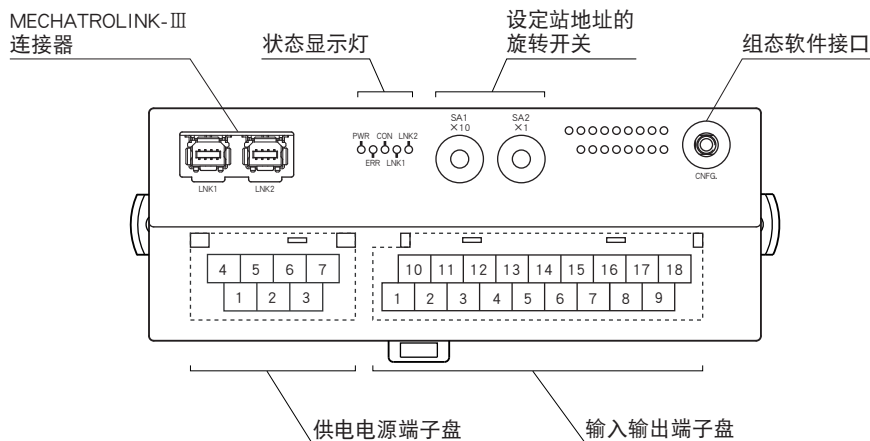 MECHATROLINK-Ⅲ
连接器
状态显示灯
设定站地址的
旋转开关
组态软件接口
SA1
×10
SA2
×1
PWR CON LNK2
ERR LNK1
LNK1 LNK2
CNFG.
4 5 6 7
1 2 3
10 11 12 13 14 15 16 17 18
1 2 3 4 5 6 7 8 9
供电电源端子盘
输入输出端子盘